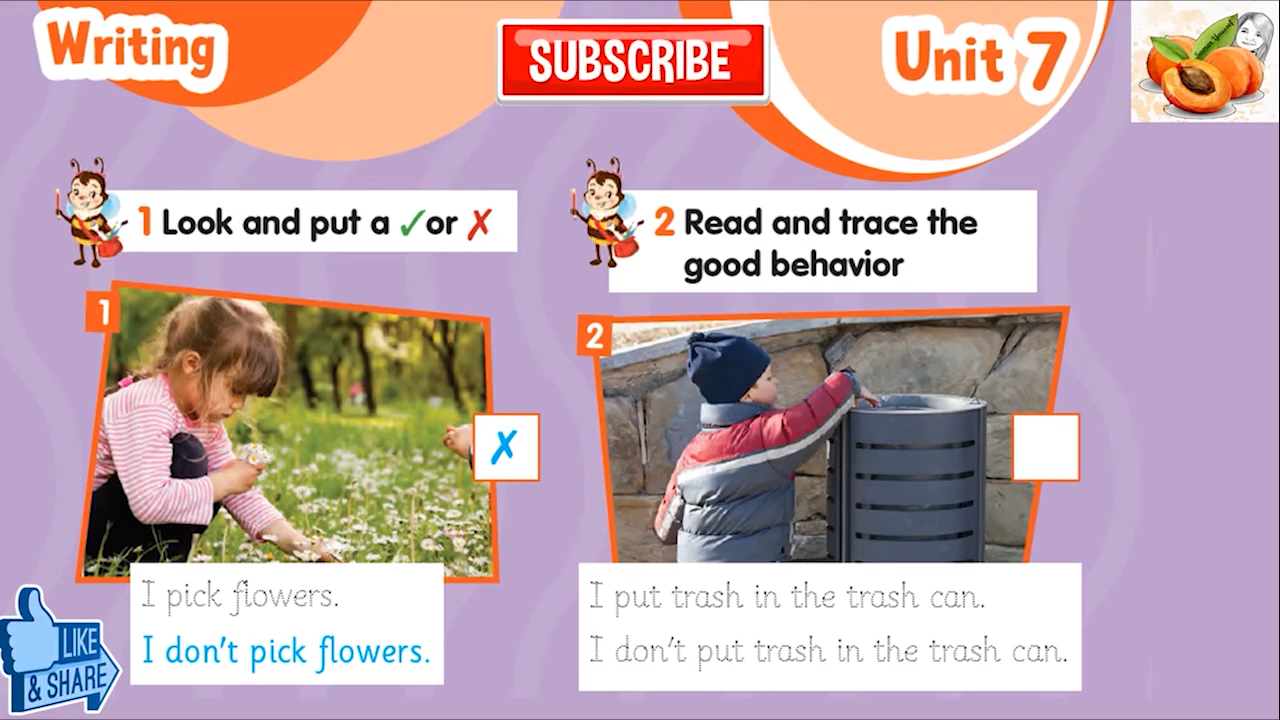 Writing
SUBSCRIBE
Unit 7
1 Look and put a ✓ or ✗
2 Read and trace the
good behavior
1
✗
I pick flowers.
I don't pick flowers.
2
I put trash in the trash can.
I don't put trash in the trash can.
LIKE
& SHARE